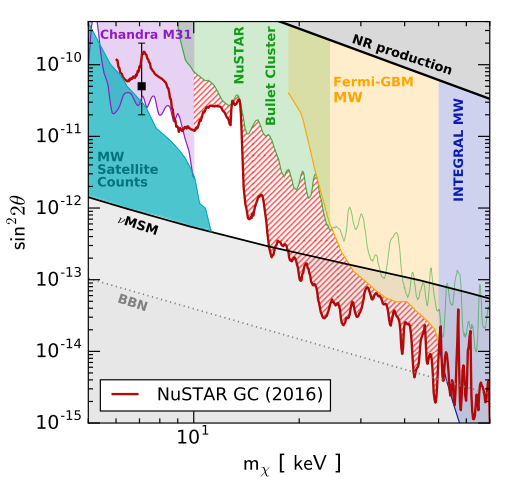 Chandra M31
NuSTAR
Bullet Cluster
NR production
Fermi-GBM
MW
INTEGRAL MW
MW
Satellite
Counts
νMSM
BBN
NuSTAR GC (2016)
sin²2θ
10⁻¹⁰
10⁻¹¹
10⁻¹²
10⁻¹³
10⁻¹⁴
10⁻¹⁵
10¹
mχ [ keV ]